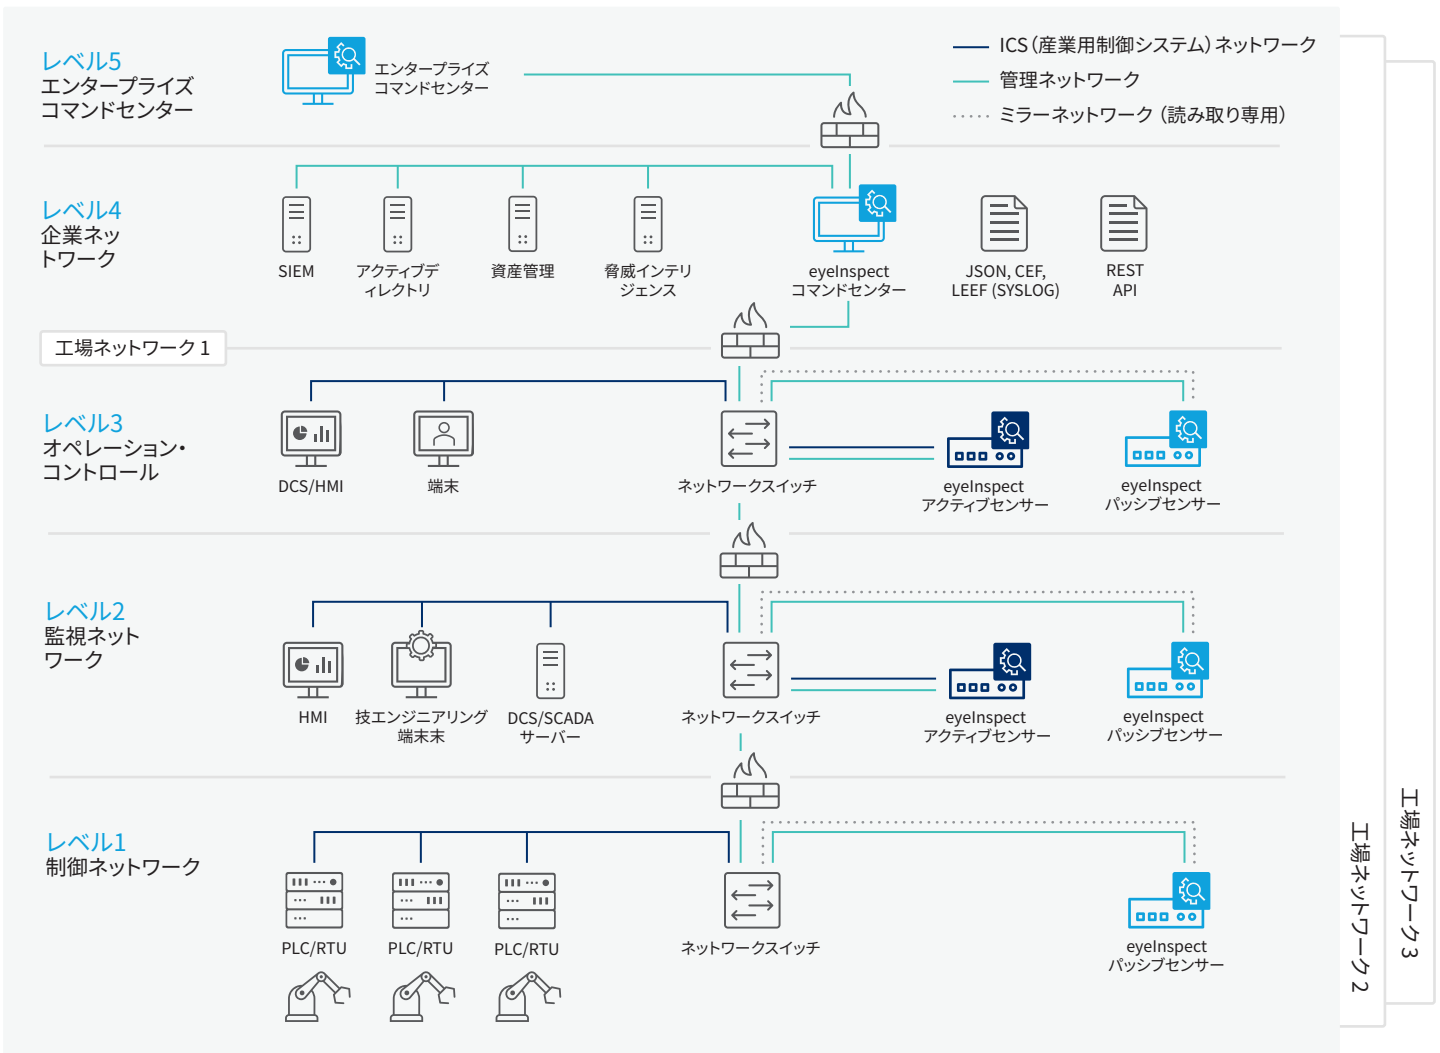 レベル5
エンタープライズ
コマンドセンター
エンタープライズ
コマンドセンター
ICS（産業用制御システム）ネットワーク
管理ネットワーク
ミラーネットワーク（読み取り専用）
レベル4
企業ネッ
トワーク
SIEM
アクティブデ
ィレクトリ
資産管理
脅威インテリ
ジェンス
eyeInspect
コマンドセンター
JSON, CEF,
LEEF (SYSLOG)
REST
API
工場ネットワーク 1
レベル3
オペレーション・
コントロール
DCS/HMI
端末
ネットワークスイッチ
eyeInspect
アクティブセンサー
eyeInspect
パッシブセンサー
レベル2
監視ネット
ワーク
HMI
技エンジニアリング
端末末
DCS/SCADA
サーバー
ネットワークスイッチ
eyeInspect
アクティブセンサー
eyeInspect
パッシブセンサー
レベル1
制御ネットワーク
PLC/RTU
PLC/RTU
PLC/RTU
ネットワークスイッチ
eyeInspect
パッシブセンサー
工場ネットワーク 2
工場ネットワーク 3